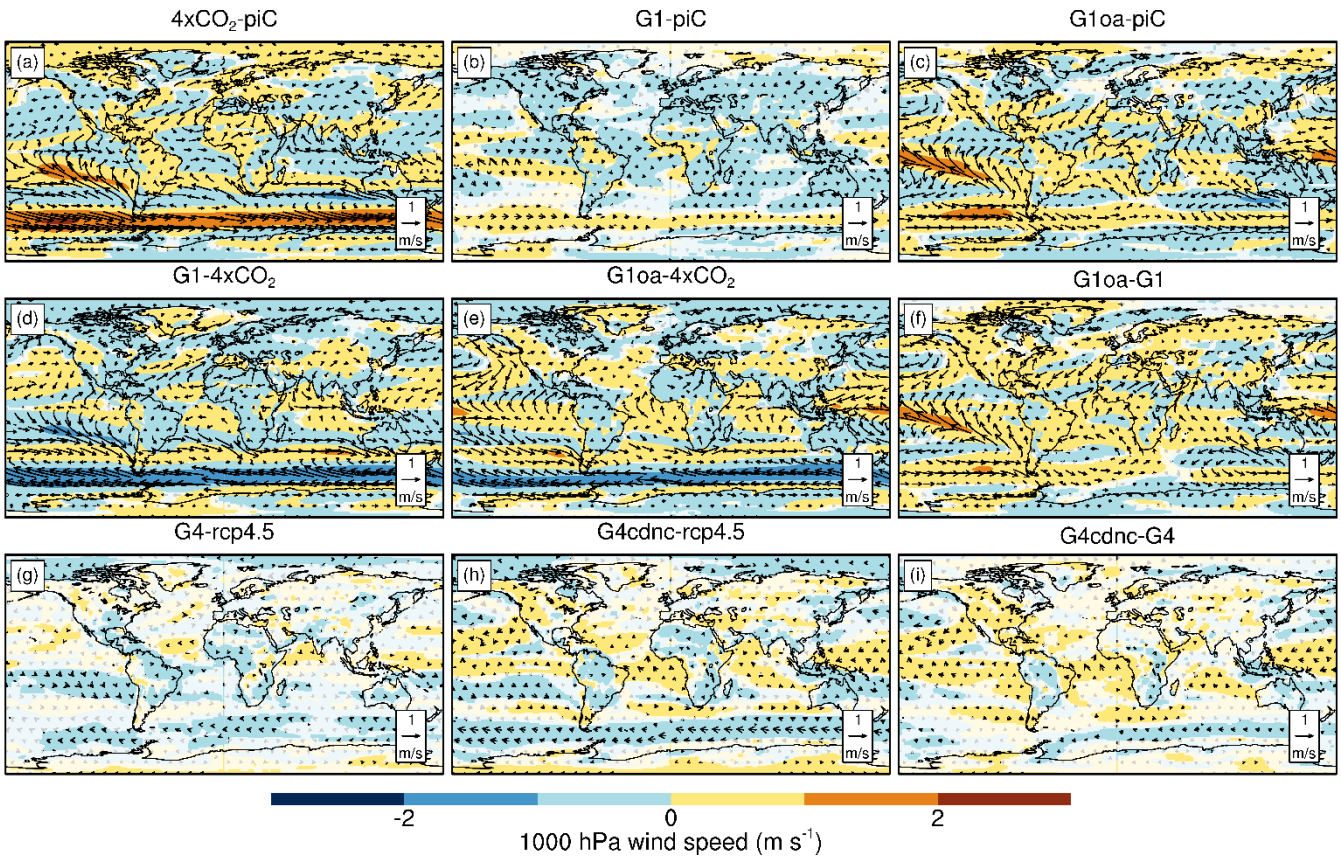 4xCO₂-piC G1-piC G1oa-piC
(a) (b) (c)
1 1 1
m/s m/s m/s
G1-4xCO₂ G1oa-4xCO₂ G1oa-G1
(d) (e) (f)
1 1 1
m/s m/s m/s
G4-rcp4.5 G4cdnc-rcp4.5 G4cdnc-G4
(g) (h) (i)
1 1 1
m/s m/s m/s
-2 0 2
1000 hPa wind speed (m s⁻¹)